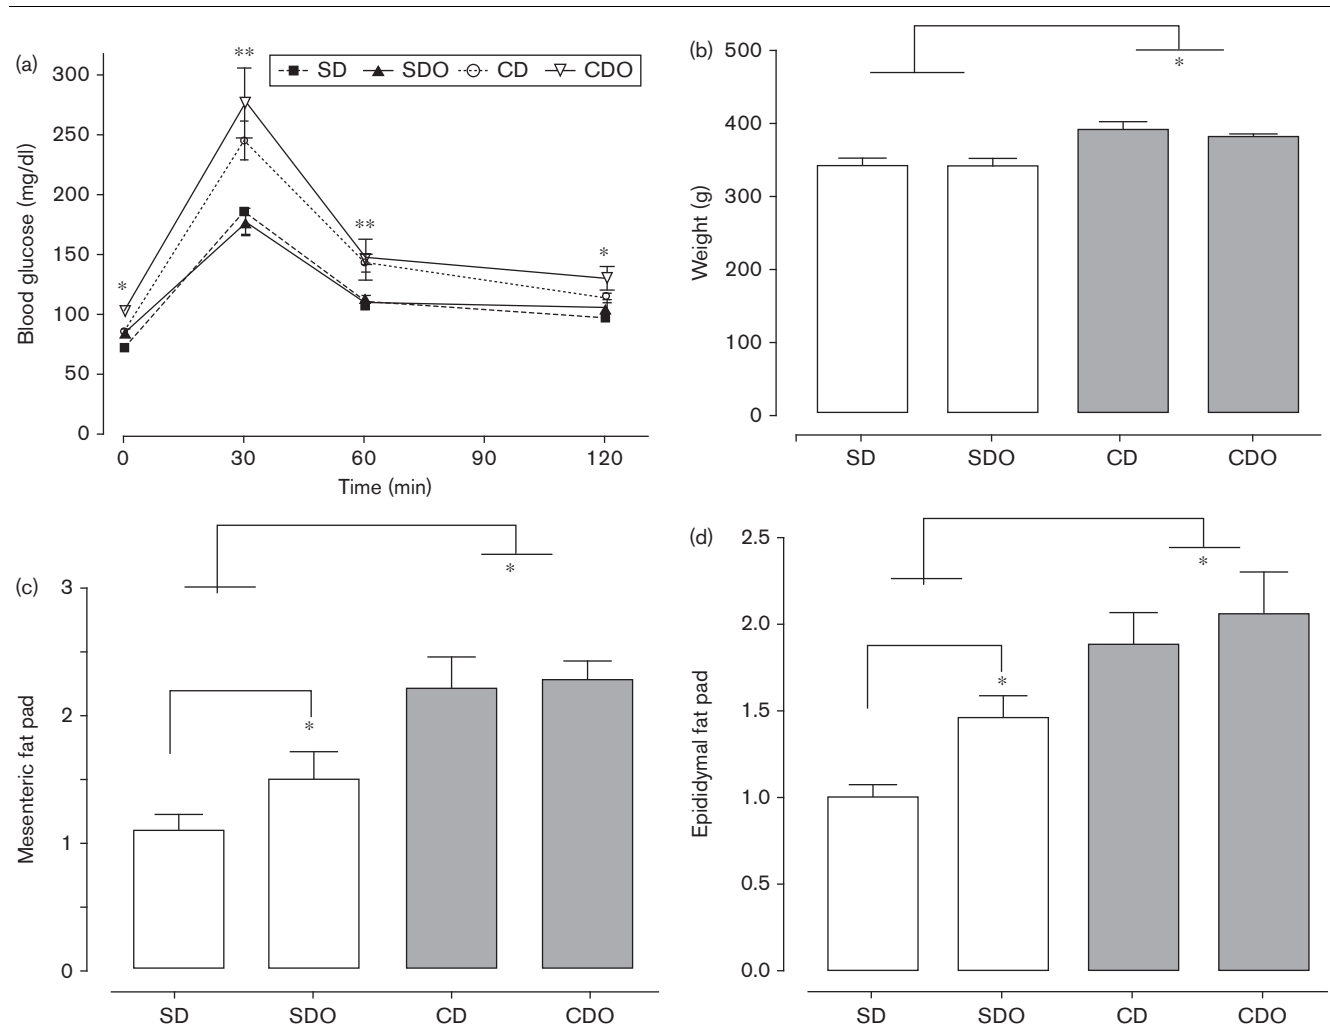 (a)
**
SD SDO CD CDO
300
250
200
150
100
50
0
*
**
*
Blood glucose (mg/dl)
0 30 60 90 120
Time (min)
(b)
500
400
300
200
100
0
*
Weight (g)
SD SDO CD CDO
(c)
3
2
1
0
*
*
Mesenteric fat pad
SD SDO CD CDO
(d)
2.5
2.0
1.5
1.0
0.5
0.0
*
*
Epididymal fat pad
SD SDO CD CDO